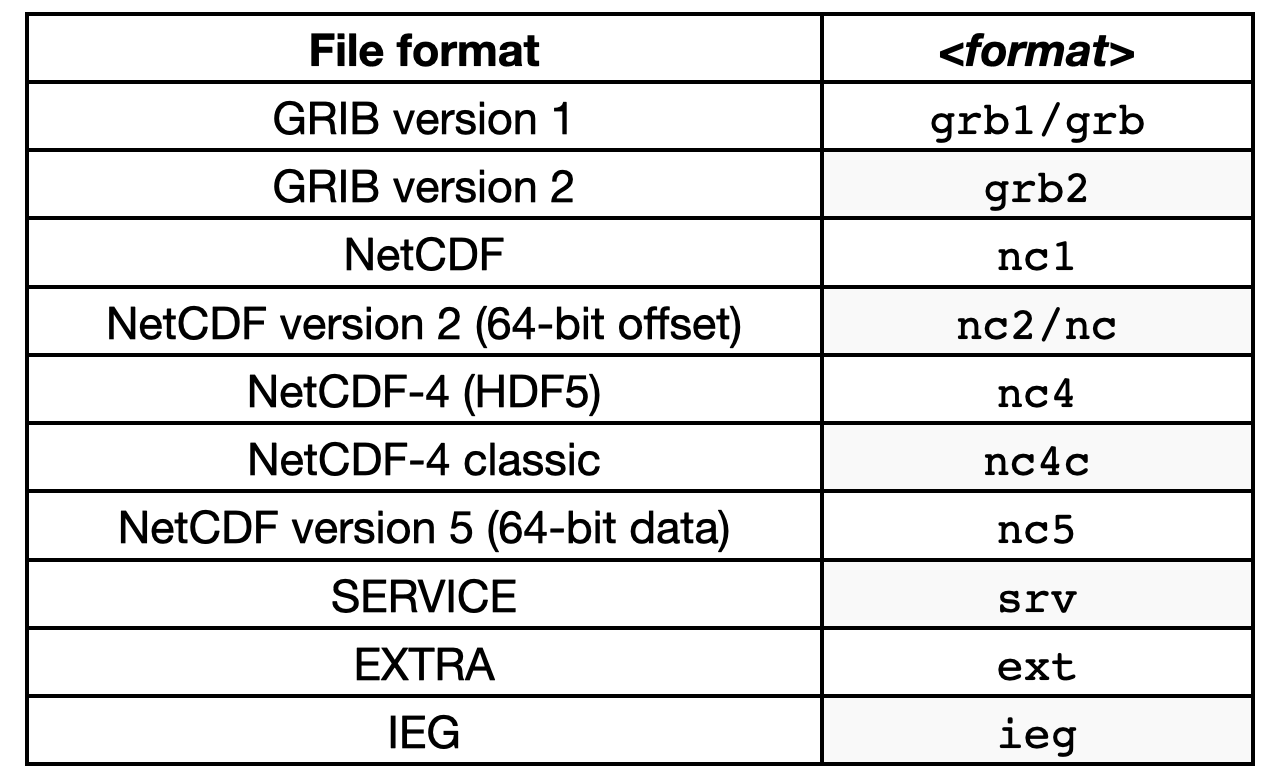 File format <format>
GRIB version 1 grb1/grb
GRIB version 2 grb2
NetCDF nc1
NetCDF version 2 (64-bit offset) nc2/nc
NetCDF-4 (HDF5) nc4
NetCDF-4 classic nc4c
NetCDF version 5 (64-bit data) nc5
SERVICE srv
EXTRA ext
IEG ieg